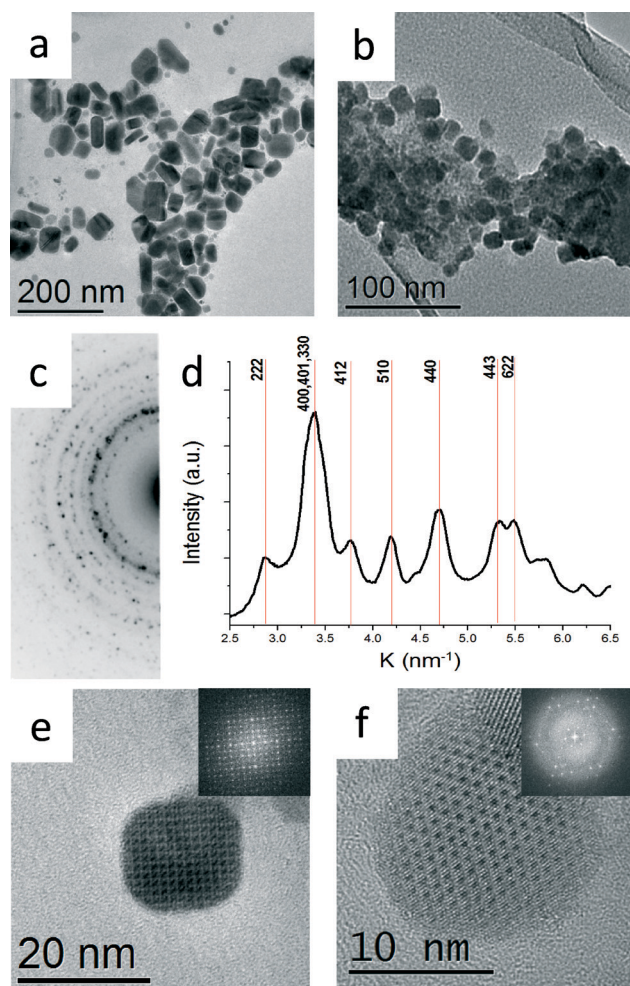 a
b
200 nm
100 nm
c
d
222
400,401,330
412
510
440
443
622
Intensity (a.u.)
2.5 3.0 3.5 4.0 4.5 5.0 5.5 6.0 6.5
K (nm⁻¹)
e
f
20 nm
10 nm